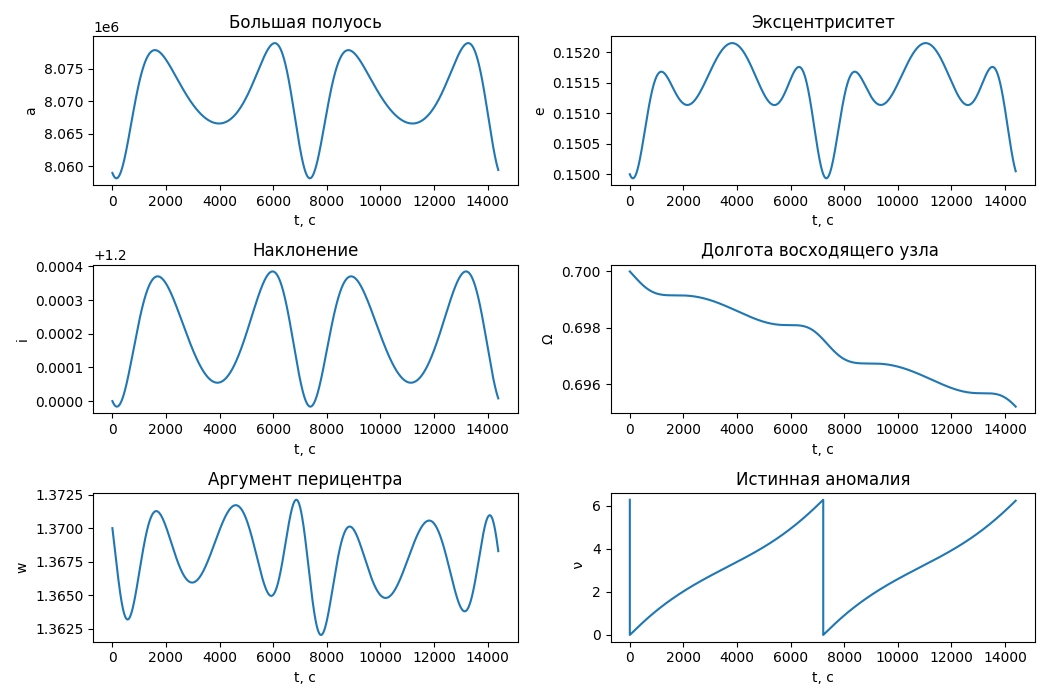 Большая полуось
1e6
8.075
8.070
8.065
8.060
a
0 2000 4000 6000 8000 10000 12000 14000
t, c
Эксцентриситет
0.1520
0.1515
0.1510
0.1505
0.1500
e
0 2000 4000 6000 8000 10000 12000 14000
t, c
Наклонение
+1.2
0.0004
0.0003
0.0002
0.0001
0.0000
i
0 2000 4000 6000 8000 10000 12000 14000
t, c
Долгота восходящего узла
0.700
0.698
0.696
Ω
0 2000 4000 6000 8000 10000 12000 14000
t, c
Аргумент перицентра
1.3725
1.3700
1.3675
1.3650
1.3625
w
0 2000 4000 6000 8000 10000 12000 14000
t, c
Истинная аномалия
6
4
2
0
ν
0 2000 4000 6000 8000 10000 12000 14000
t, c